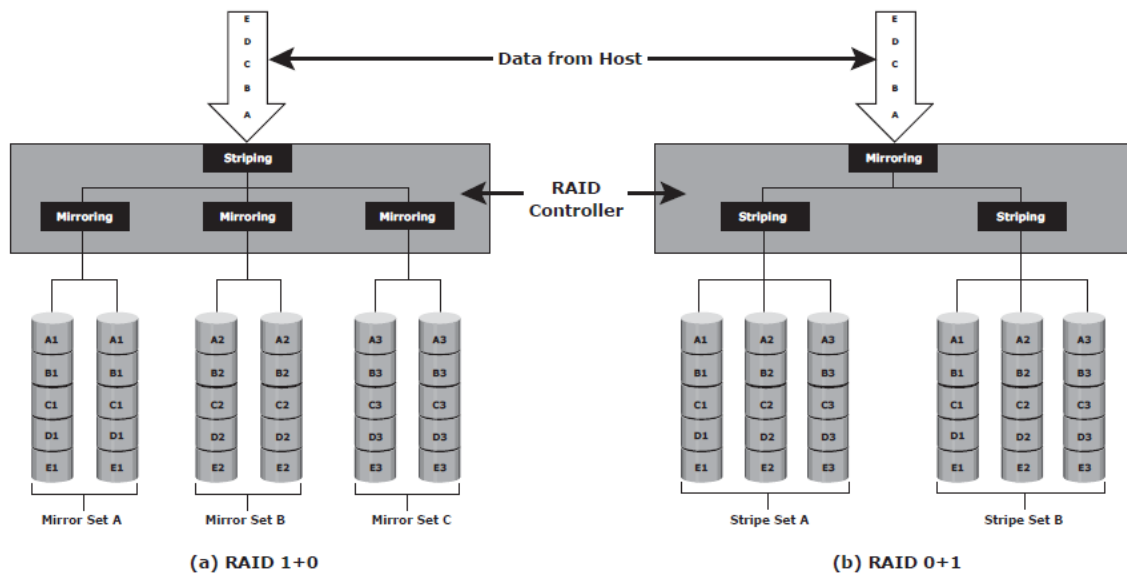 E
D
C
B
A
Data from Host
E
D
C
B
A
Striping
Mirroring
Mirroring
Mirroring
RAID
Controller
Mirroring
Striping
Striping
A1 A1 A2 A2 A3 A3
B1 B1 B2 B2 B3 B3
C1 C1 C2 C2 C3 C3
D1 D1 D2 D2 D3 D3
E1 E1 E2 E2 E3 E3
Mirror Set A
Mirror Set B
Mirror Set C
(a) RAID 1+0
A1 A2 A3 A1 A2 A3
B1 B2 B3 B1 B2 B3
C1 C2 C3 C1 C2 C3
D1 D2 D3 D1 D2 D3
E1 E2 E3 E1 E2 E3
Stripe Set A
Stripe Set B
(b) RAID 0+1